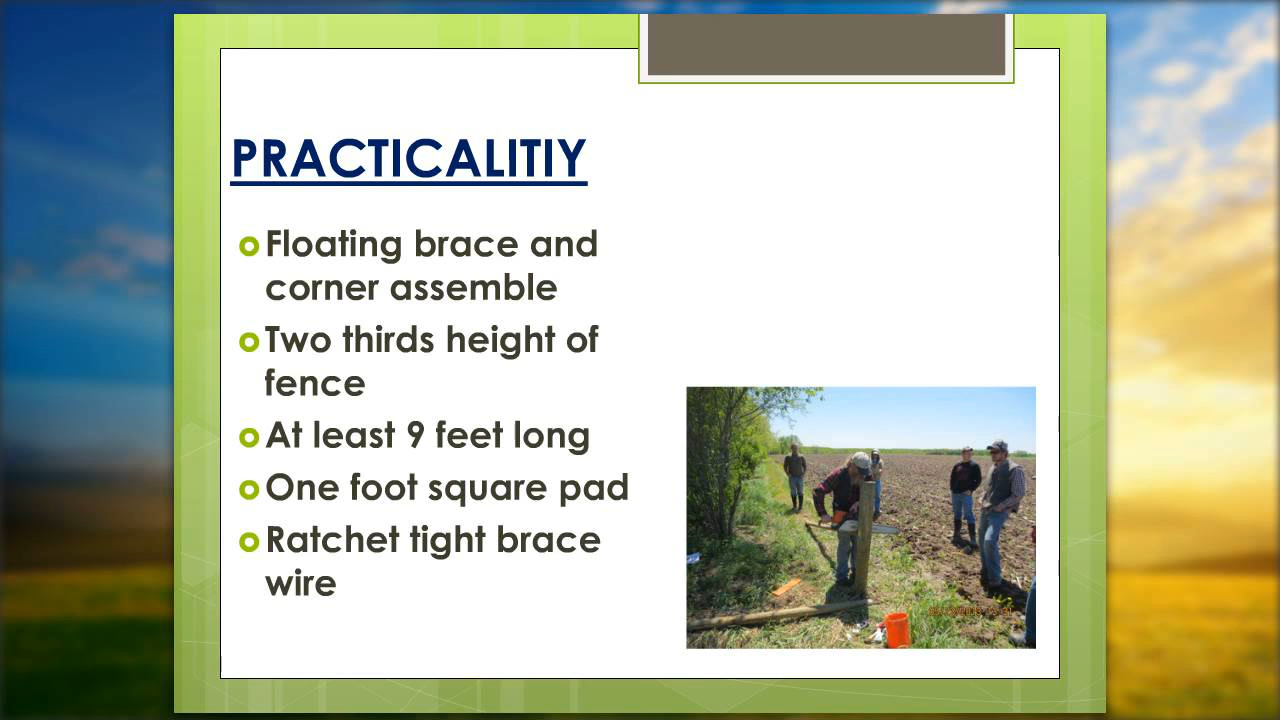 PRACTICALITIY
Floating brace and
corner assemble
Two thirds height of
fence
At least 9 feet long
One foot square pad
Ratchet tight brace
wire